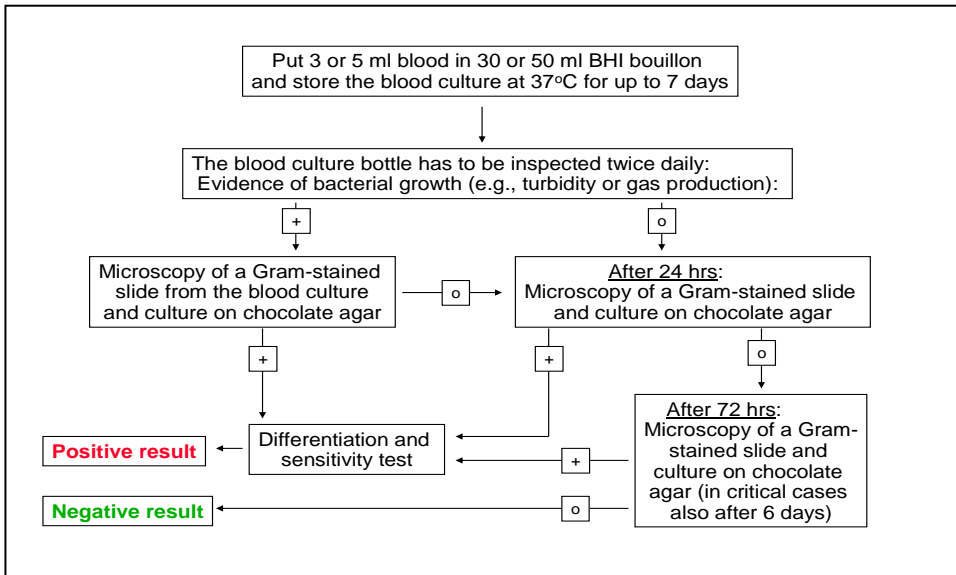 Put 3 or 5 ml blood in 30 or 50 ml BHI bouillon
and store the blood culture at 37°C for up to 7 days
The blood culture bottle has to be inspected twice daily:
Evidence of bacterial growth (e.g., turbidity or gas production):
+
o
Microscopy of a Gram-stained
slide from the blood culture
and culture on chocolate agar
o
After 24 hrs:
Microscopy of a Gram-stained slide
and culture on chocolate agar
+
+
o
After 72 hrs:
Microscopy of a Gram-
stained slide and
culture on chocolate
agar (in critical cases
also after 6 days)
Differentiation and
sensitivity test
+
Positive result
Negative result
o